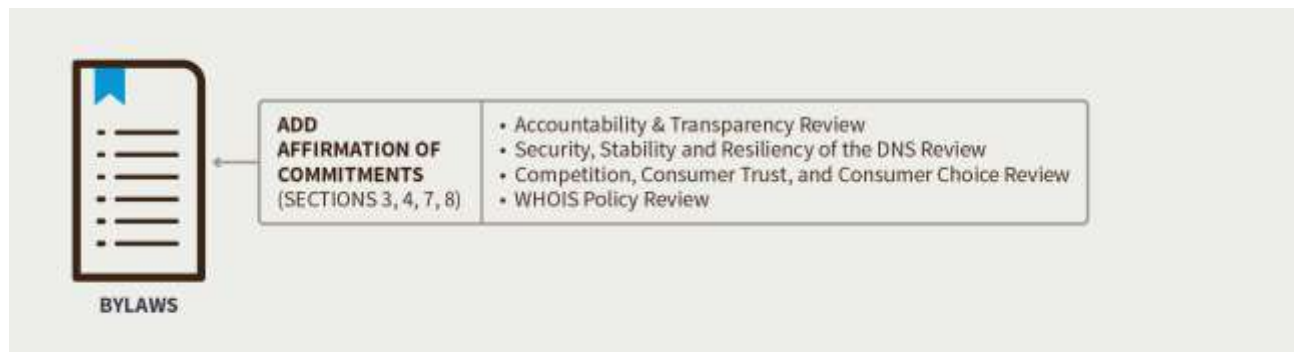 ADD
AFFIRMATION OF
COMMITMENTS
(SECTIONS 3, 4, 7, 8)
• Accountability & Transparency Review
• Security, Stability and Resiliency of the DNS Review
• Competition, Consumer Trust, and Consumer Choice Review
• WHOIS Policy Review
BYLAWS